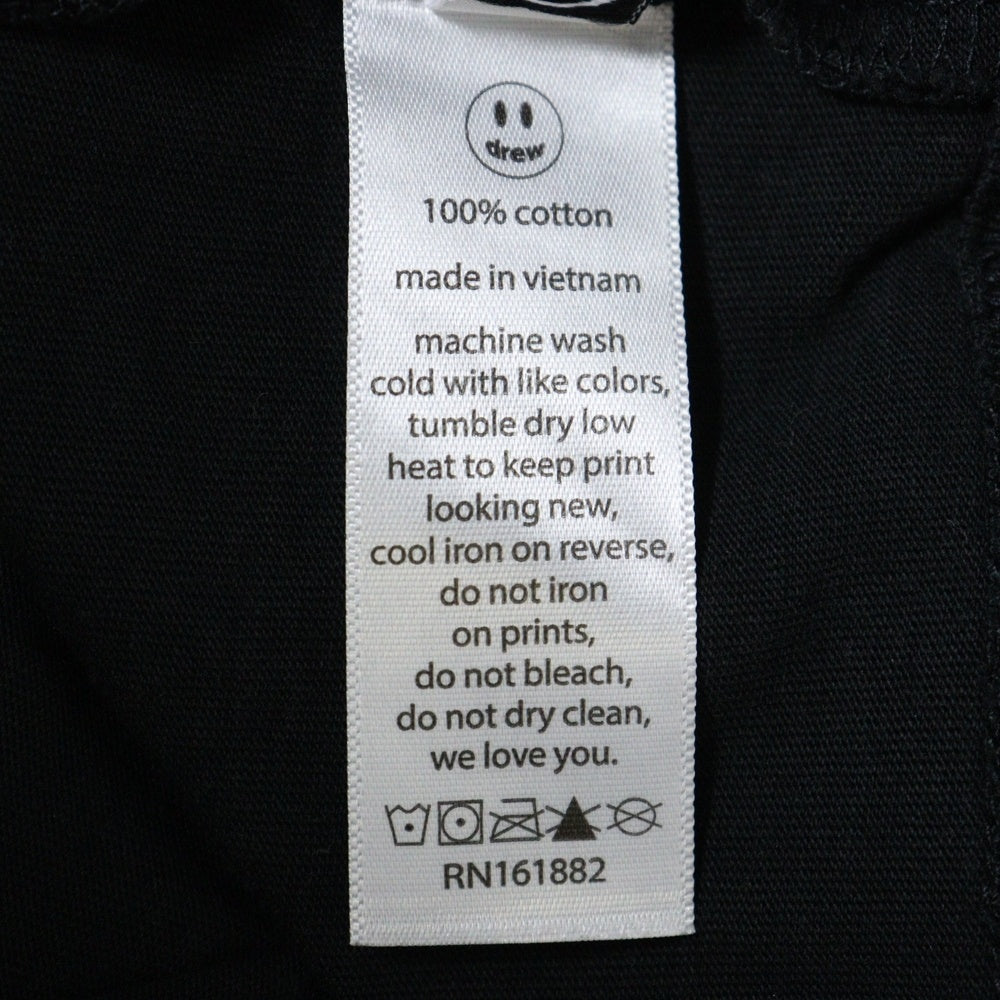 drew
100% cotton
made in vietnam
machine wash
cold with like colors,
tumble dry low
heat to keep print
looking new,
cool iron on reverse,
do not iron
on prints,
do not bleach,
do not dry clean,
we love you.
RN161882